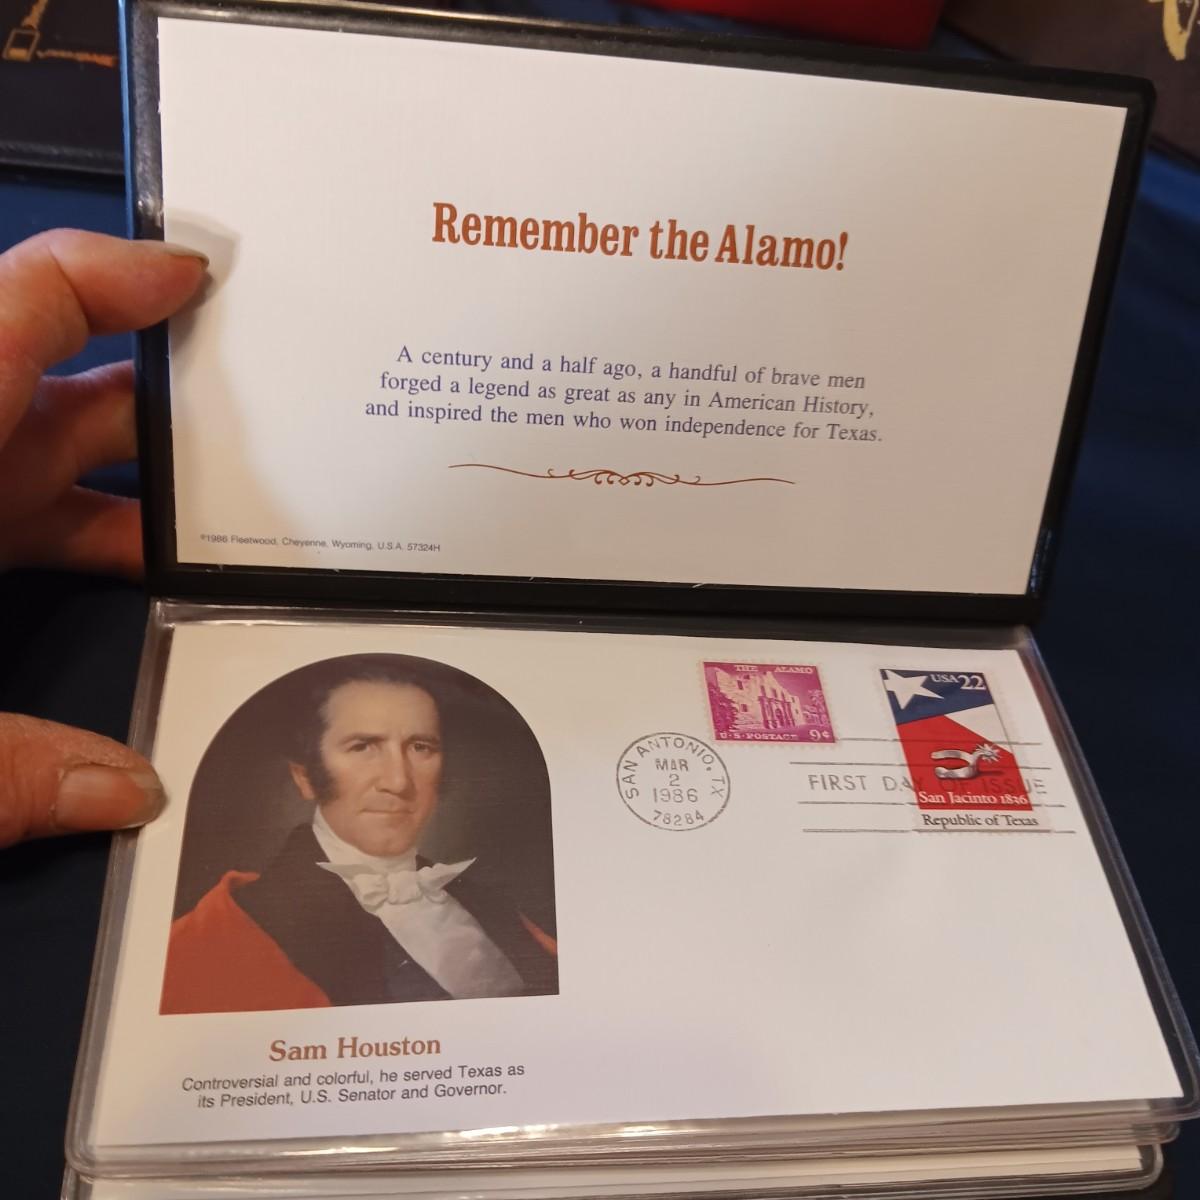 Remember the Alamo!
A century and a half ago, a handful of brave men
forged a legend as great as any in American History,
and inspired the men who won independence for Texas.
©1986 Fleetwood, Cheyenne, Wyoming, U.S.A. 57324H
THE ALAMO
U·S·POSTAGE 9¢
USA 22
San Jacinto 1836
Republic of Texas
SAN ANTONIO, TX
MAR
2
1986
78284
FIRST DAY OF ISSUE
Sam Houston
Controversial and colorful, he served Texas as
its President, U.S. Senator and Governor.